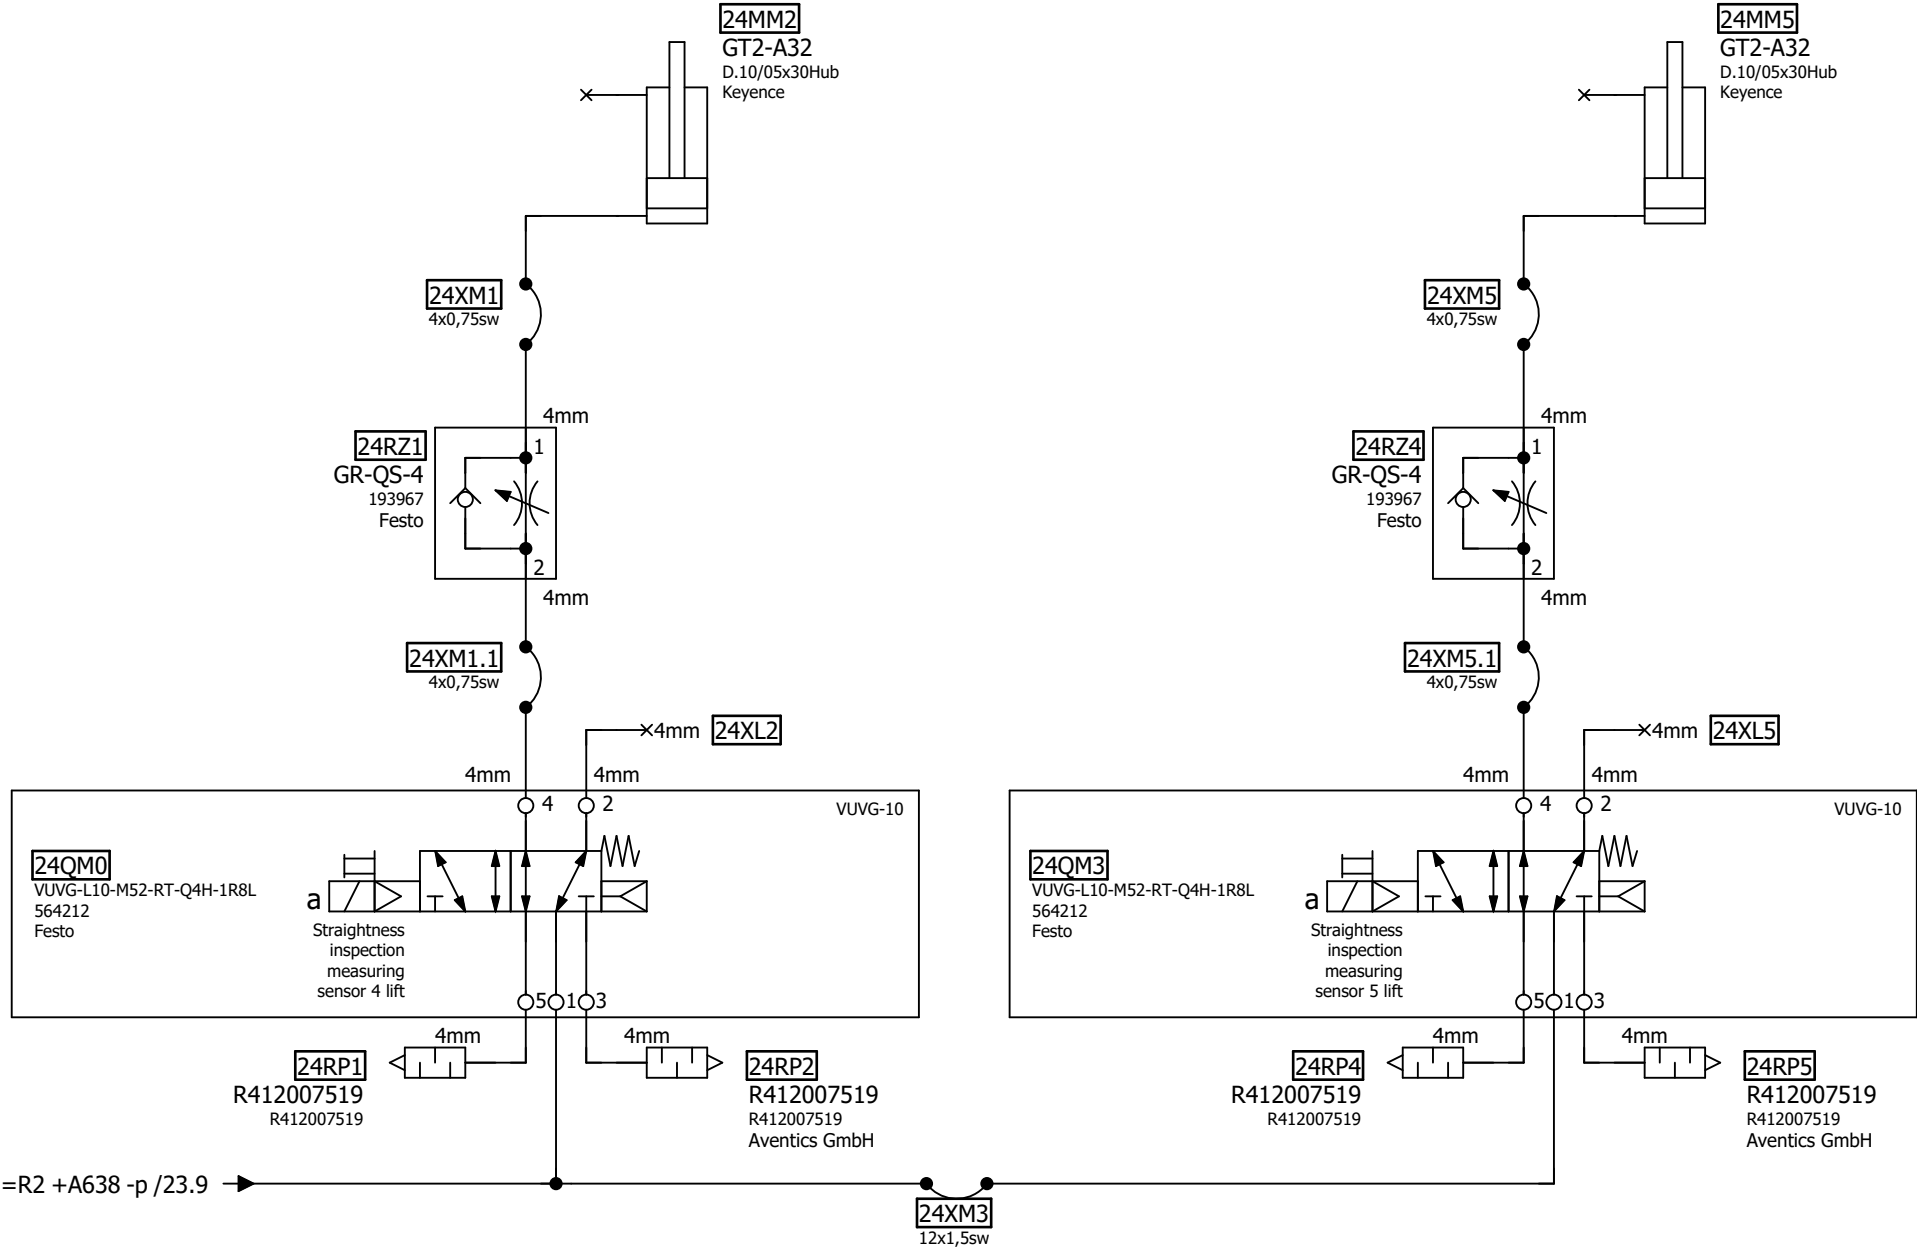 24MM2
GT2-A32
D.10/05x30Hub
Keyence
24MM5
GT2-A32
D.10/05x30Hub
Keyence
24XM1
4x0,75sw
24XM5
4x0,75sw
4mm
24RZ1
GR-QS-4
193967
Festo
1
2
4mm
4mm
24RZ4
GR-QS-4
193967
Festo
1
2
4mm
24XM1.1
4x0,75sw
24XM5.1
4x0,75sw
4mm 24XL2
4mm 24XL5
4mm 4mm
4mm 4mm
4 2 VUVG-10
24QM0
VUVG-L10-M52-RT-Q4H-1R8L
564212
Festo
a
Straightness
inspection
measuring
sensor 4 lift
5 1 3
4 2 VUVG-10
24QM3
VUVG-L10-M52-RT-Q4H-1R8L
564212
Festo
a
Straightness
inspection
measuring
sensor 5 lift
5 1 3
4mm
24RP1
R412007519
R412007519
4mm
24RP2
R412007519
R412007519
Aventics GmbH
4mm
24RP4
R412007519
R412007519
4mm
24RP5
R412007519
R412007519
Aventics GmbH
=R2 +A638 -p /23.9
24XM3
12x1,5sw